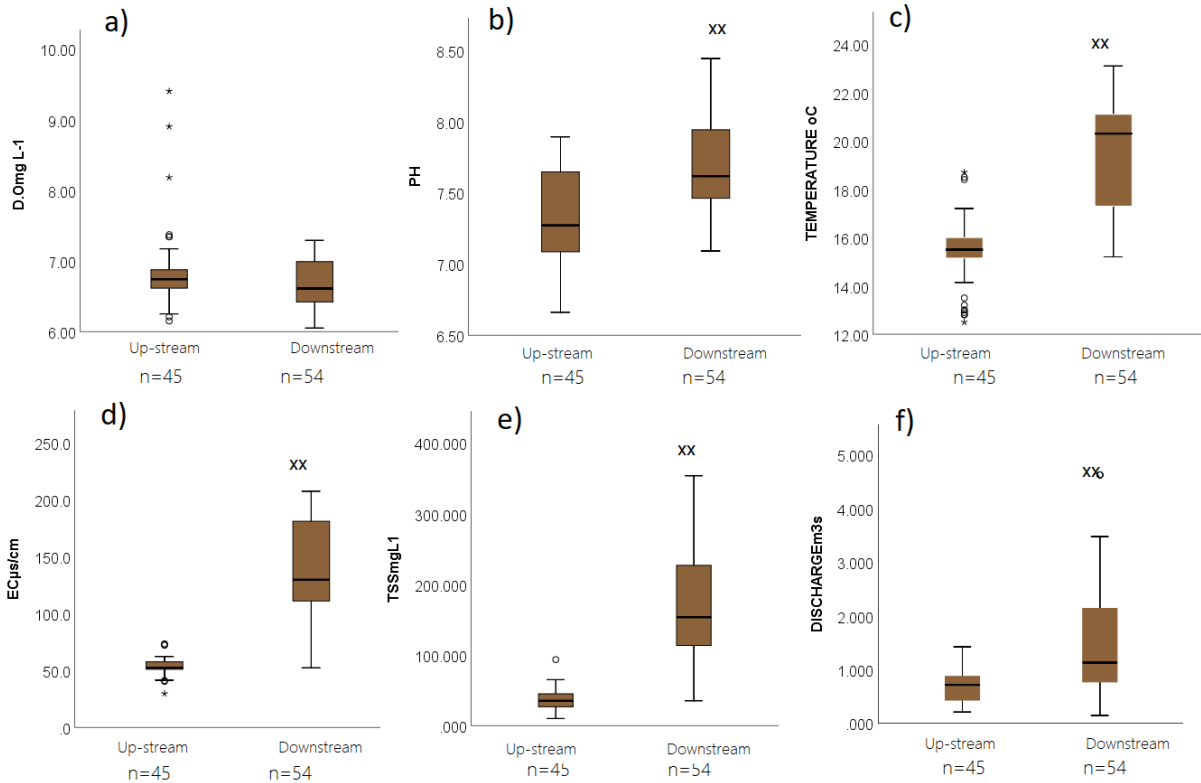 a)
10.00
9.00
8.00
7.00
6.00
D.Omg L-1
Up-stream Downstream
n=45 n=54
b)
xx
8.50
8.00
7.50
7.00
6.50
PH
Up-stream Downstream
n=45 n=54
c)
xx
24.00
22.00
20.00
18.00
16.00
14.00
12.00
TEMPERATURE oC
Up-stream Downstream
n=45 n=54
d)
xx
250.0
200.0
150.0
100.0
50.0
.0
ECµs/cm
Up-stream Downstream
n=45 n=54
e)
xx
400.000
300.000
200.000
100.000
.000
TSSmgL1
Up-stream Downstream
n=45 n=54
f)
xx
5.000
4.000
3.000
2.000
1.000
.000
DISCHARGEm3s
Up-stream Downstream
n=45 n=54